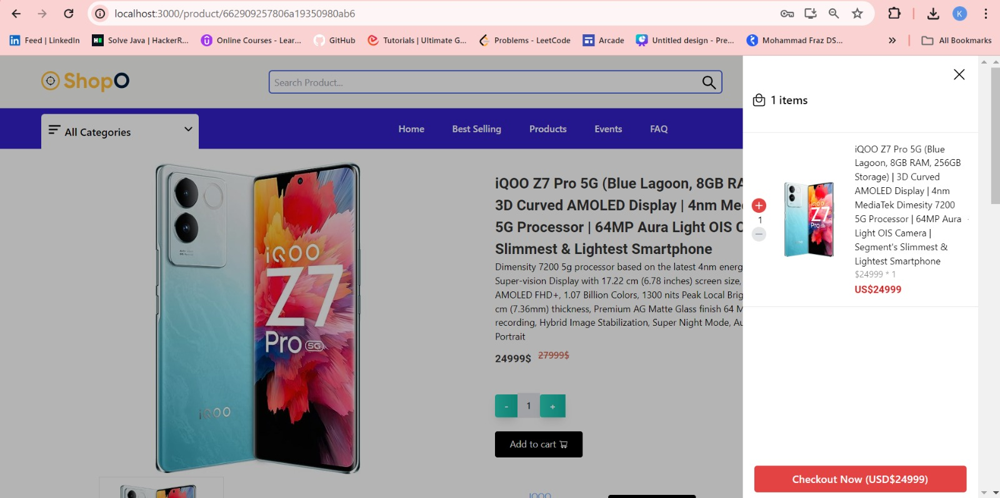 localhost:3000/product/662909257806a19350980ab6
K
Feed | LinkedIn
Solve Java | HackerR...
Online Courses - Lear...
GitHub
Tutorials | Ultimate G...
Problems - LeetCode
Arcade
Untitled design - Pre...
Mohammad Fraz DS...
»
All Bookmarks
ShopO
Search Product...
All Categories
Home
Best Selling
Products
Events
FAQ
iQOO
Z7
Pro 5G
iQOO
iQOO Z7 Pro 5G (Blue Lagoon, 8GB RA
3D Curved AMOLED Display | 4nm Me
5G Processor | 64MP Aura Light OIS C
Slimmest & Lightest Smartphone
Dimensity 7200 5g processor based on the latest 4nm energ
Super-vision Display with 17.22 cm (6.78 inches) screen size,
AMOLED FHD+, 1.07 Billion Colors, 1300 nits Peak Local Brig
cm (7.36mm) thickness, Premium AG Matte Glass finish 64 M
recording, Hybrid Image Stabilization, Super Night Mode, Au
Portrait
24999$ 27999$
- 1 +
Add to cart
1 items
+
1
−
iQOO
Z7
Pro
iQOO Z7 Pro 5G (Blue
Lagoon, 8GB RAM, 256GB
Storage) | 3D Curved
AMOLED Display | 4nm
MediaTek Dimesity 7200
5G Processor | 64MP Aura
Light OIS Camera |
Segment's Slimmest &
Lightest Smartphone
$24999 * 1
US$24999
Checkout Now (USD$24999)